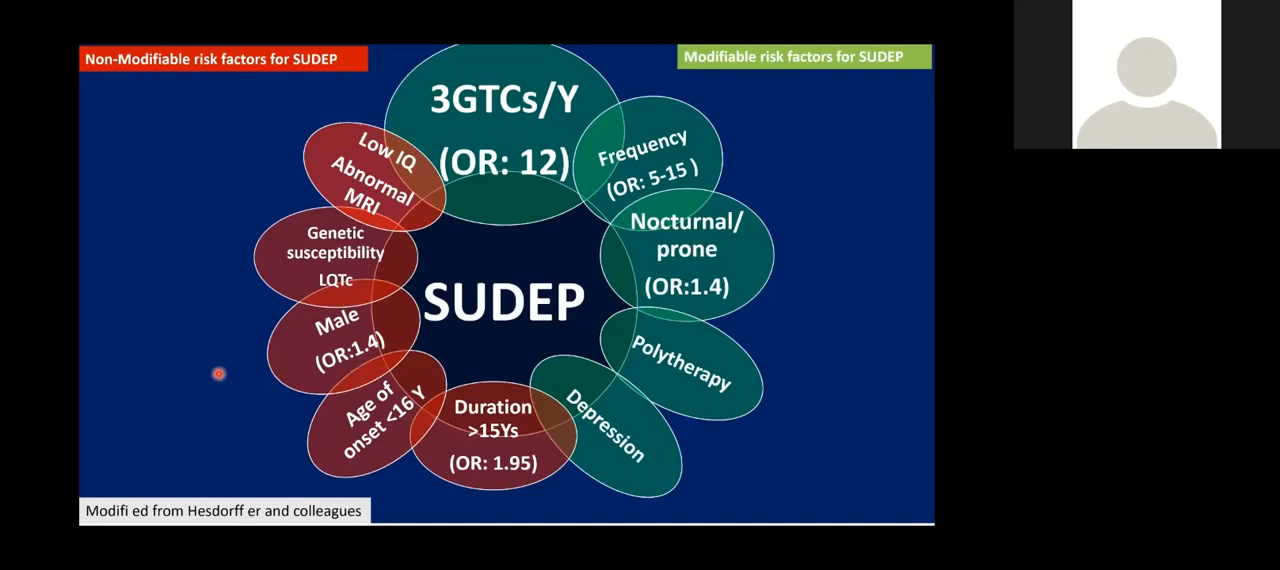 Non-Modifiable risk factors for SUDEP
Modifiable risk factors for SUDEP
3GTCs/Y
(OR: 12)
Frequency
(OR: 5-15 )
Nocturnal/
prone
(OR:1.4)
Polytherapy
Depression
Duration
>15Ys
(OR: 1.95)
Age of
onset <16 Y
Male
(OR:1.4)
Genetic
susceptibility
LQTc
Low IQ
Abnormal
MRI
SUDEP
Modifi ed from Hesdorff er and colleagues